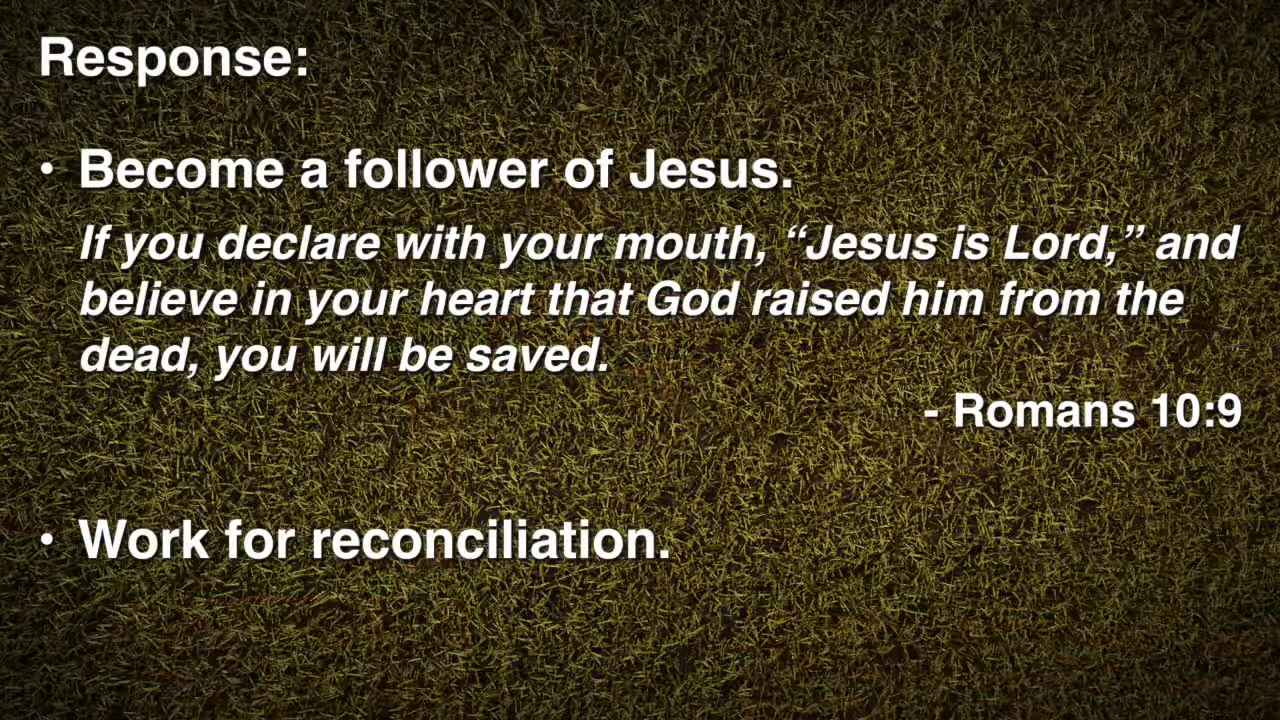 Response:
• Become a follower of Jesus.
If you declare with your mouth, “Jesus is Lord,” and
believe in your heart that God raised him from the
dead, you will be saved.
- Romans 10:9
• Work for reconciliation.